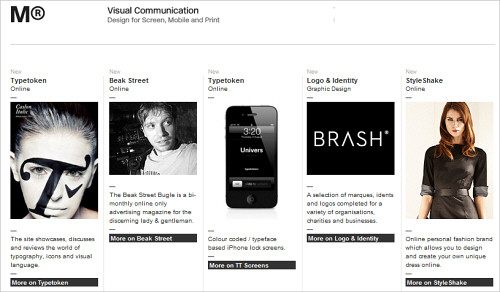 M®
Visual Communication
Design for Screen, Mobile and Print
New
Typetoken
Online
Caslon
Italic
The site showcases, discusses
and reviews the world of
typography, icons and visual
language.
More on Typetoken
New
Beak Street
Online
The Beak Street Bugle is a bi-
monthly online only
advertising magazine for the
discerning lady & gentleman.
More on Beak Street
New
Typetoken
Online
3:20
Univers
Colour coded / typeface
based iPhone lock screens.
More on TT Screens
New
Logo & Identity
Graphic Design
BRASH®
A selection of marques, idents
and logos completed for a
variety of organisations,
charities and businesses.
More on Logo & Identity
New
StyleShake
Online
Online personal fashion brand
which allows you to design
and create your own unique
dress online.
More on StyleShake